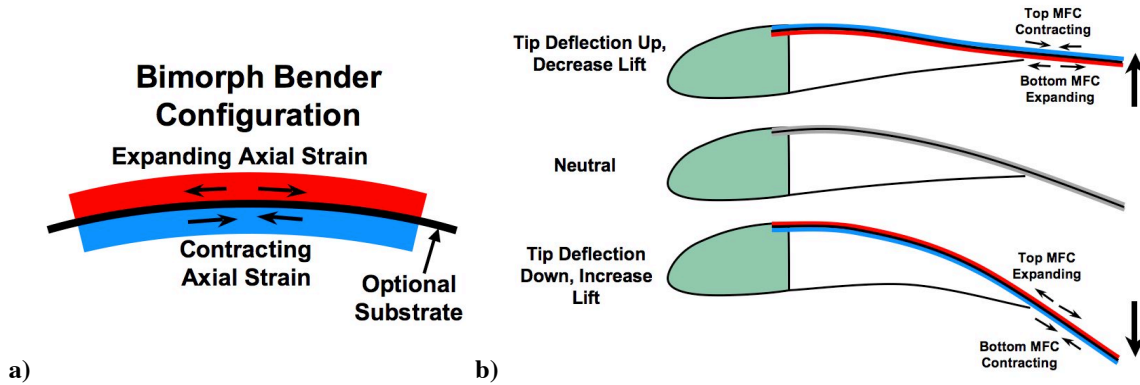 Bimorph Bender
Configuration
Expanding Axial Strain
Contracting
Axial Strain
Optional
Substrate
a)
Tip Deflection Up,
Decrease Lift
Top MFC
Contracting
Bottom MFC
Expanding
Neutral
Tip Deflection
Down, Increase
Lift
Top MFC
Expanding
Bottom MFC
Contracting
b)